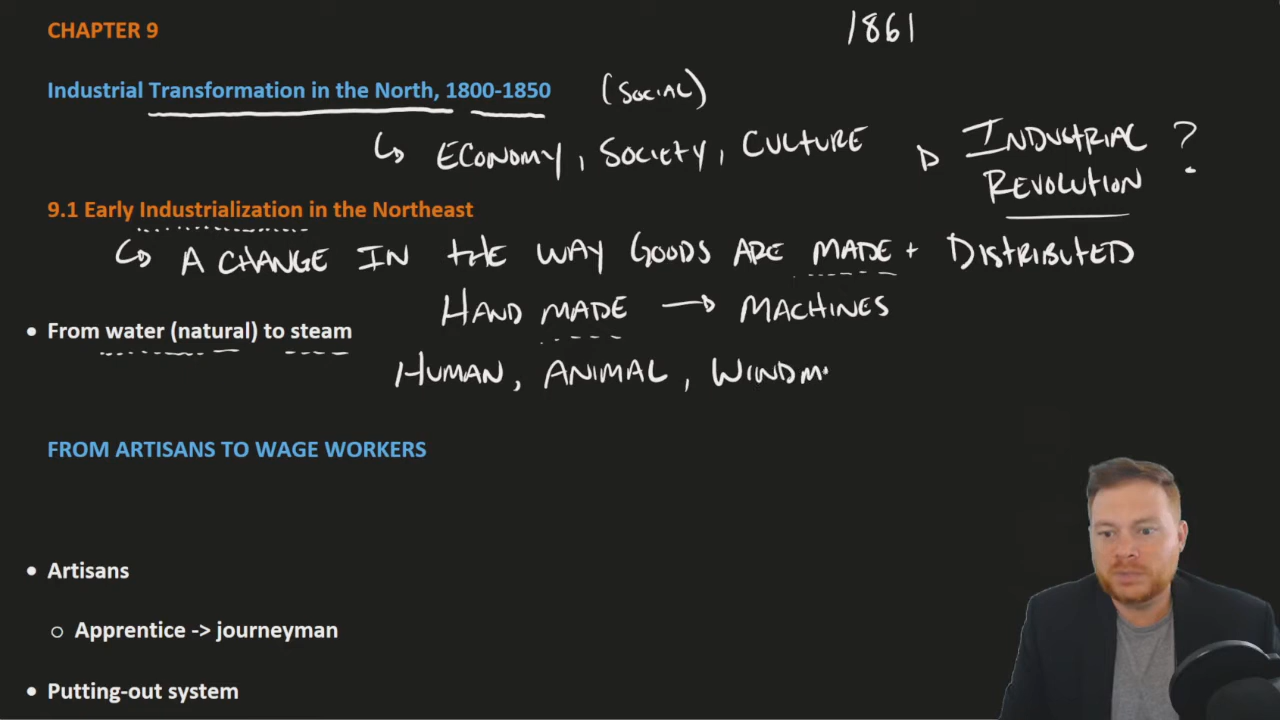 CHAPTER 9
1861
Industrial Transformation in the North, 1800-1850 (SOCIAL)
↳ ECONOMY, SOCIETY, CULTURE ▷ INDUSTRIAL REVOLUTION ?
9.1 Early Industrialization in the Northeast
↳ A CHANGE IN THE WAY GOODS ARE MADE + DISTRIBUTED
HAND MADE → MACHINES
• From water (natural) to steam
HUMAN, ANIMAL, WINDMI
FROM ARTISANS TO WAGE WORKERS
• Artisans
○ Apprentice -> journeyman
• Putting-out system